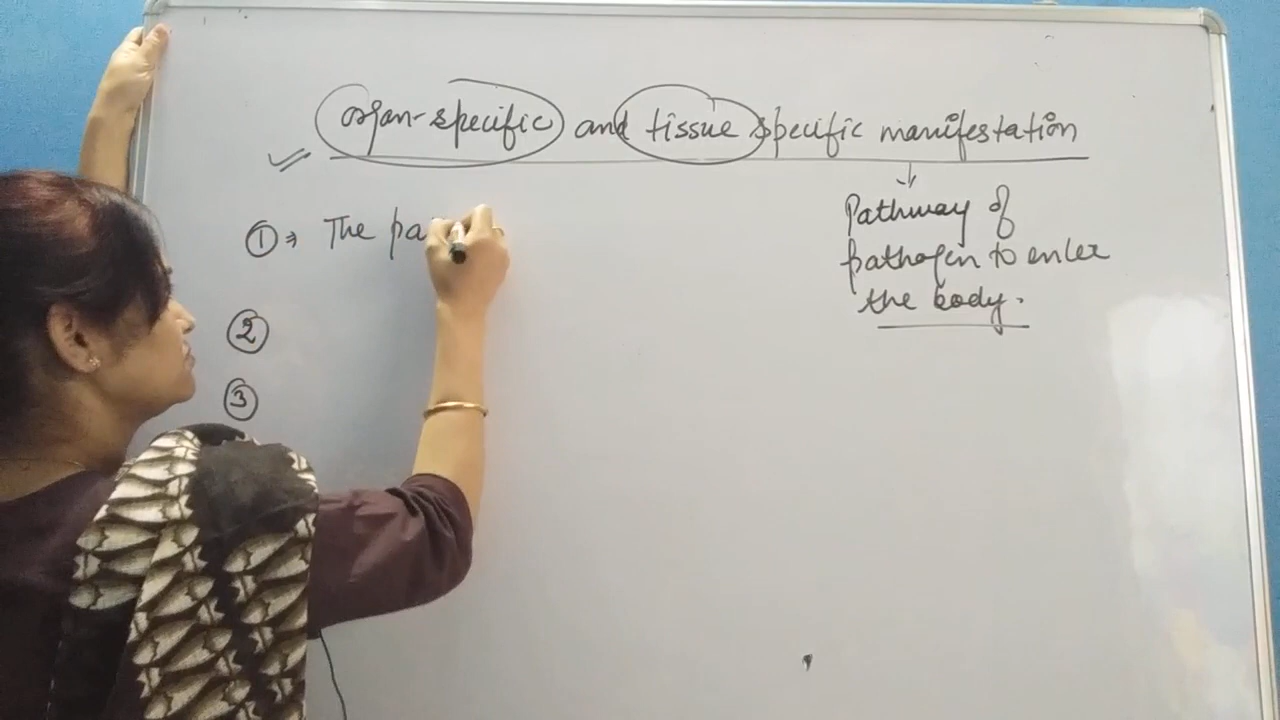 organ-specific and tissue specific manifestation
Pathway of
pathogen to enter
the body.
① ⇒ The pa
②
③